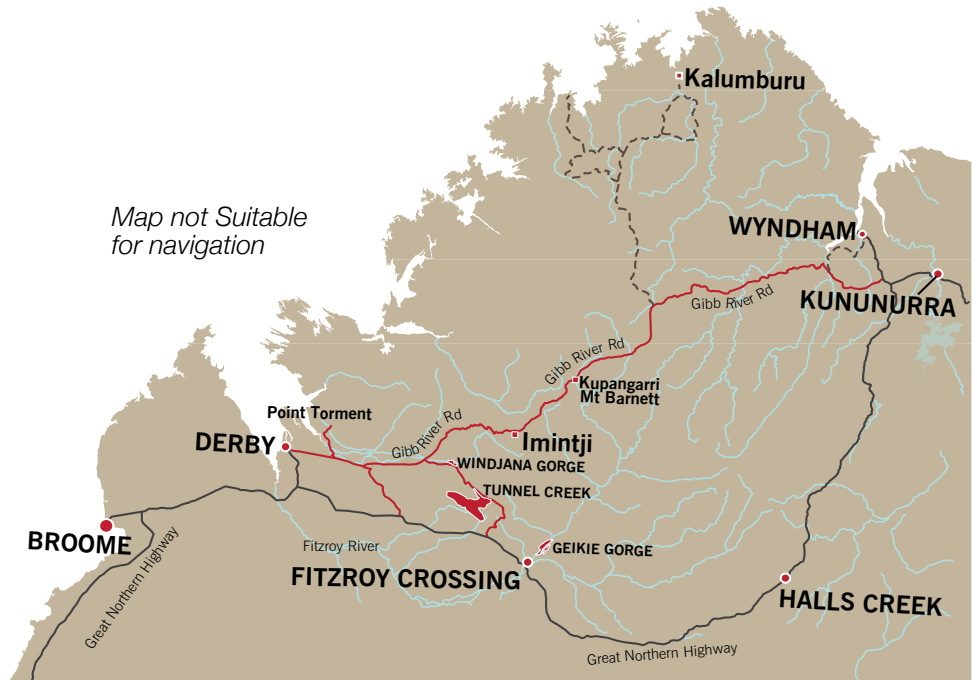 Kalumburu
Map not Suitable
for navigation
WYNDHAM
KUNUNURRA
Gibb River Rd
Gibb River Rd
Kupangarri
Mt Barnett
Point Torment
Gibb River Rd
DERBY
Imintji
WINDJANA GORGE
TUNNEL CREEK
BROOME
Fitzroy River
GEIKIE GORGE
FITZROY CROSSING
HALLS CREEK
Great Northern Highway
Great Northern Highway